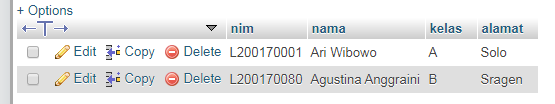 + Options
←T→ nim nama kelas alamat
Edit Copy Delete L200170001 Ari Wibowo A Solo
Edit Copy Delete L200170080 Agustina Anggraini B Sragen